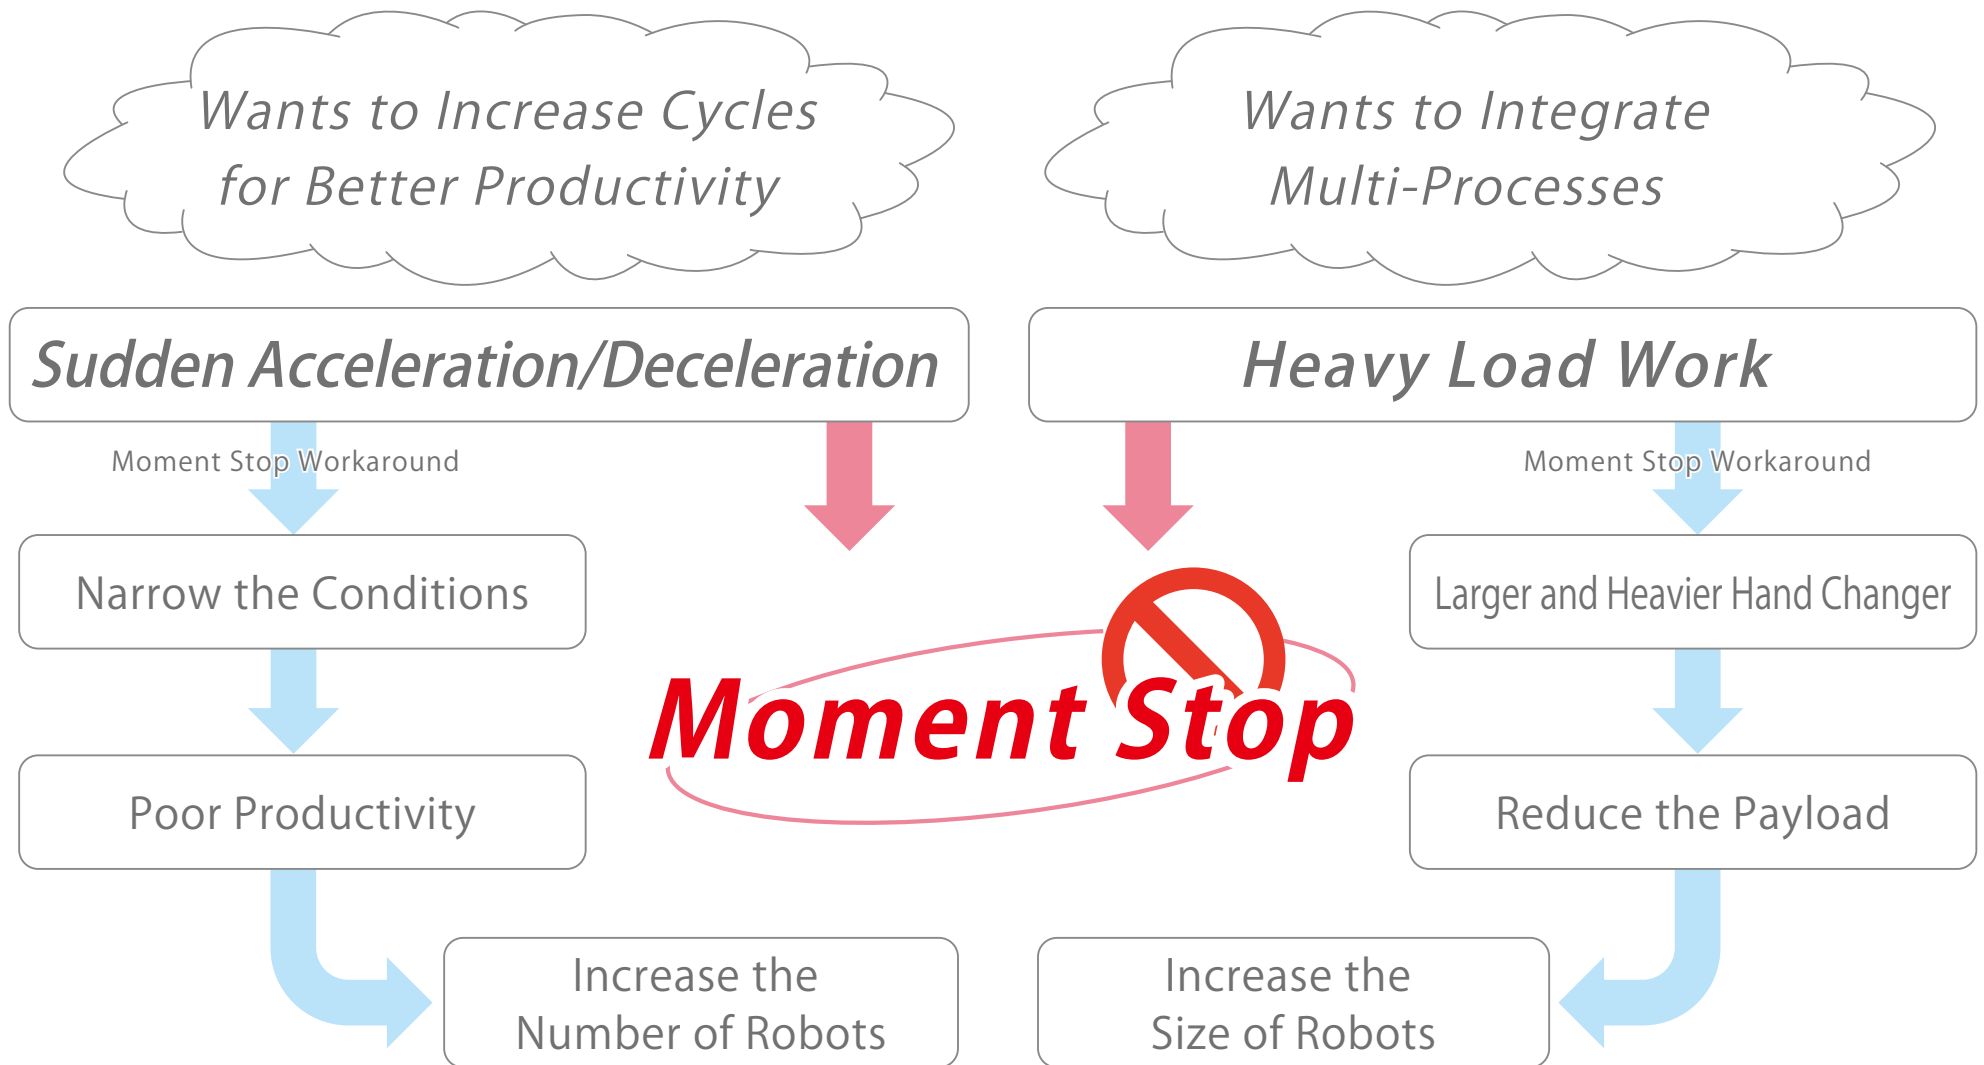 Wants to Increase Cycles
for Better Productivity
Wants to Integrate
Multi-Processes
Sudden Acceleration/Deceleration
Heavy Load Work
Moment Stop Workaround
Moment Stop Workaround
Narrow the Conditions
Larger and Heavier Hand Changer
Moment Stop
Poor Productivity
Reduce the Payload
Increase the
Number of Robots
Increase the
Size of Robots